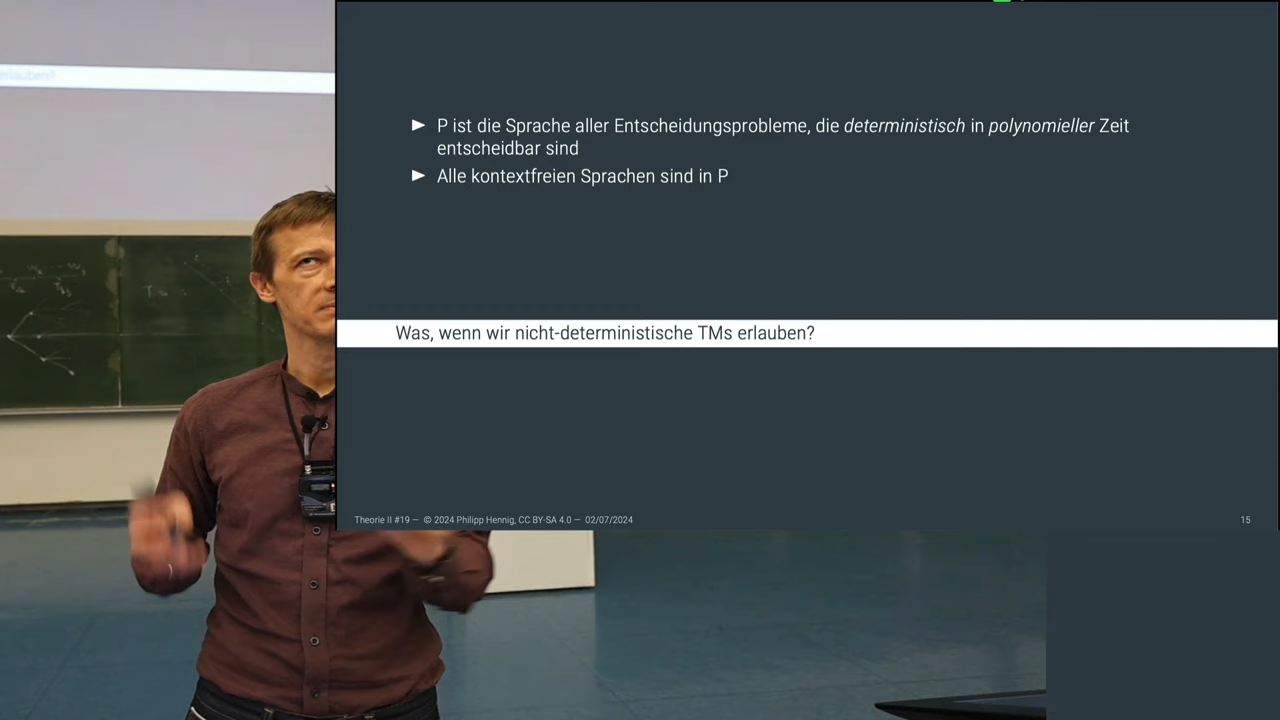 erlauben?
► P ist die Sprache aller Entscheidungsprobleme, die deterministisch in polynomieller Zeit
entscheidbar sind
► Alle kontextfreien Sprachen sind in P
Was, wenn wir nicht-deterministische TMs erlauben?
Theorie II #19 — © 2024 Philipp Hennig, CC BY-SA 4.0 — 02/07/2024
15